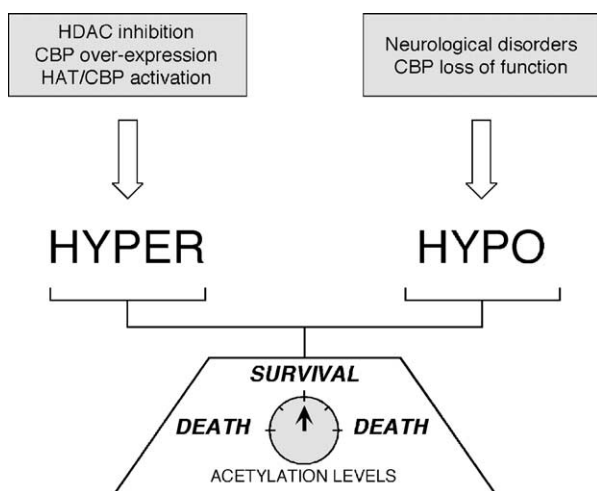 HDAC inhibition
CBP over-expression
HAT/CBP activation
Neurological disorders
CBP loss of function
HYPER
HYPO
SURVIVAL
DEATH DEATH
ACETYLATION LEVELS